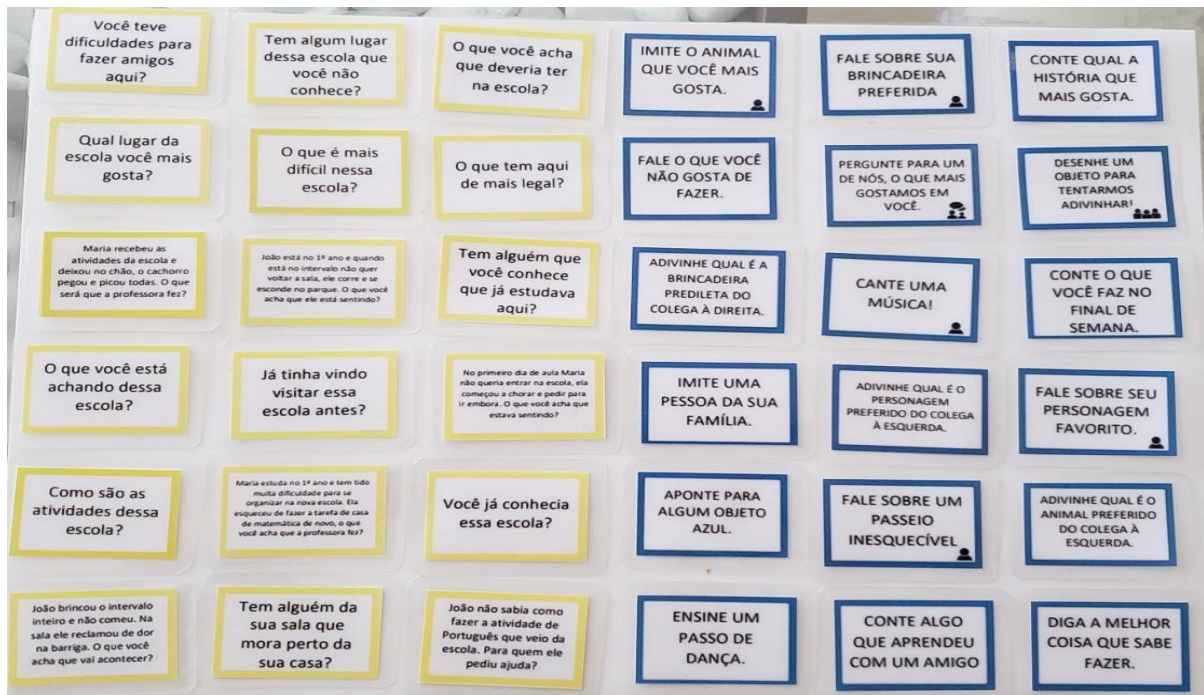 Você teve
dificuldades para
fazer amigos
aqui?
Tem algum lugar
dessa escola que
você não
conhece?
O que você acha
que deveria ter
na escola?
IMITE O ANIMAL
QUE VOCÊ MAIS
GOSTA.
FALE SOBRE SUA
BRINCADEIRA
PREFERIDA
CONTE QUAL A
HISTÓRIA QUE
MAIS GOSTA.
Qual lugar da
escola você mais
gosta?
O que é mais
difícil nessa
escola?
O que tem aqui
de mais legal?
FALE O QUE VOCÊ
NÃO GOSTA DE
FAZER.
PERGUNTE PARA UM
DE NÓS, O QUE MAIS
GOSTAMOS EM
VOCÊ.
DESENHE UM
OBJETO PARA
TENTARMOS
ADIVINHAR!
Maria recebeu as
atividades da escola e
deixou no chão, o cachorro
pegou e picou todas. O que
será que a professora fez?
João está no 1º ano e quando
está no intervalo não quer
voltar a sala, ele corre e se
esconde no parque. O que você
acha que ele está sentindo?
Tem alguém que
você conhece
que já estudava
aqui?
ADIVINHE QUAL É A
BRINCADEIRA
PREDILETA DO
COLEGA À DIREITA.
CANTE UMA
MÚSICA!
CONTE O QUE
VOCÊ FAZ NO
FINAL DE
SEMANA.
O que você está
achando dessa
escola?
Já tinha vindo
visitar essa
escola antes?
No primeiro dia de aula Maria
não queria entrar na escola, ela
começou a chorar e pedir para
ir embora. O que você acha que
estava sentindo?
IMITE UMA
PESSOA DA SUA
FAMÍLIA.
ADIVINHE QUAL É O
PERSONAGEM
PREFERIDO DO COLEGA
À ESQUERDA.
FALE SOBRE SEU
PERSONAGEM
FAVORITO.
Como são as
atividades dessa
escola?
Maria estuda no 1º ano e tem tido
muita dificuldade para se
organizar na nova escola. Ela
esqueceu de fazer a tarefa de casa
de matemática de novo, o que
você acha que a professora fez?
Você já conhecia
essa escola?
APONTE PARA
ALGUM OBJETO
AZUL.
FALE SOBRE UM
PASSEIO
INESQUECÍVEL
ADIVINHE QUAL É O
ANIMAL PREFERIDO
DO COLEGA À
ESQUERDA.
João brincou o intervalo
inteiro e não comeu. Na
sala ele reclamou de dor
na barriga. O que você
acha que vai acontecer?
Tem alguém da
sua sala que
mora perto da
sua casa?
João não sabia como
fazer a atividade de
Português que veio da
escola. Para quem ele
pediu ajuda?
ENSINE UM
PASSO DE
DANÇA.
CONTE ALGO
QUE APRENDEU
COM UM AMIGO
DIGA A MELHOR
COISA QUE SABE
FAZER.